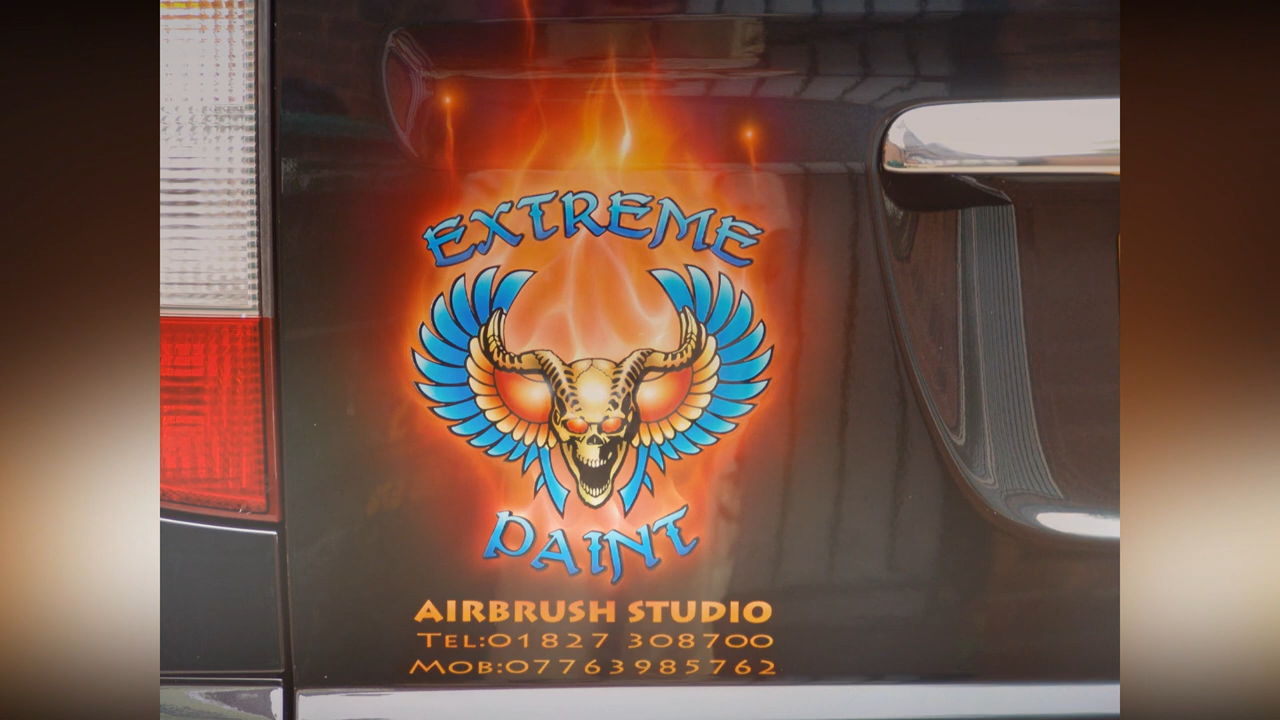 EXTREME
PAINT
AIRBRUSH STUDIO
TEL:01827 308700
MOB:07763985762